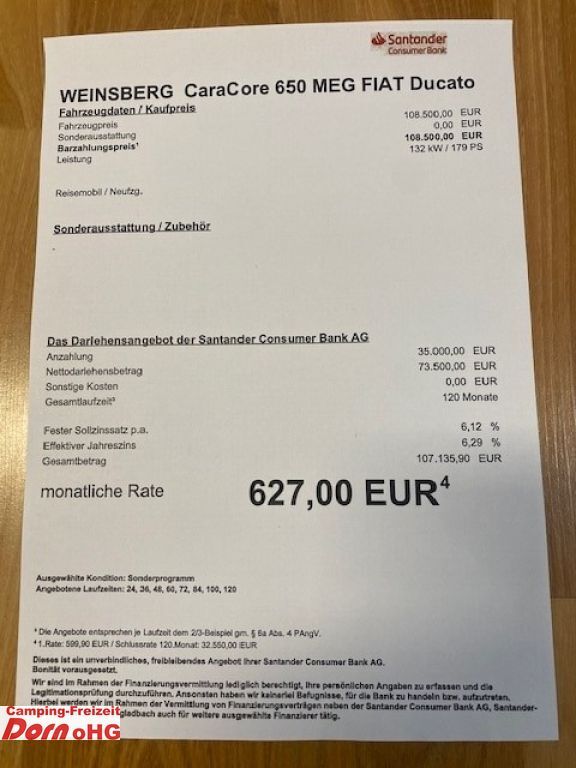 Santander
Consumer Bank
WEINSBERG CaraCore 650 MEG FIAT Ducato
Fahrzeugdaten / Kaufpreis
Fahrzeugpreis 108.500,00 EUR
Sonderausstattung 0,00 EUR
Barzahlungspreis¹ 108.500,00 EUR
Leistung 132 kW / 179 PS
Reisemobil / Neufzg.
Sonderausstattung / Zubehör
-
Das Darlehensangebot der Santander Consumer Bank AG
Anzahlung 35.000,00 EUR
Nettodarlehensbetrag 73.500,00 EUR
Sonstige Kosten 0,00 EUR
Gesamtlaufzeit³ 120 Monate
Fester Sollzinssatz p.a. 6,12 %
Effektiver Jahreszins 6,29 %
Gesamtbetrag 107.135,90 EUR
monatliche Rate 627,00 EUR⁴
Ausgewählte Kondition: Sonderprogramm
Angebotene Laufzeiten: 24, 36, 48, 60, 72, 84, 100, 120
³ Die Angebote entsprechen je Laufzeit dem 2/3-Beispiel gm. § 6a Abs. 4 PAngV.
⁴ 1.Rate: 599,90 EUR / Schlussrate 120.Monat: 32.550,00 EUR
Dieses ist ein unverbindliches, freibleibendes Angebot Ihrer Santander Consumer Bank AG.
Bonität vorausgesetzt.
Wir sind im Rahmen der Finanzierungsvermittlung lediglich berechtigt, Ihre persönlichen Angaben zu erfassen und die
Legitimationsprüfung durchzuführen. Ansonsten haben wir keinerlei Befugnisse, für die Bank zu handeln bzw. aufzutreten.
Hierbei werden wir im Rahmen der Vermittlung von Finanzierungsverträgen neben der Santander Consumer Bank AG, Santander-
gladbach auch für weitere ausgewählte Finanzierer tätig.
Camping-Freizeit
Dorn oHG